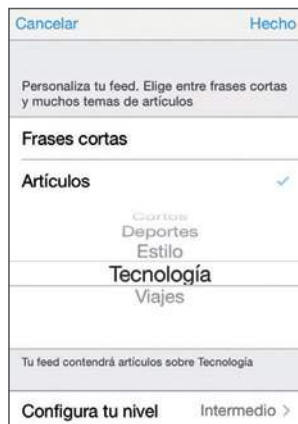 Cancelar Hecho
Personaliza tu feed. Elige entre frases cortas
y muchos temas de artículos
Frases cortas
Artículos
Cortos
Deportes
Estilo
Tecnología
Viajes
Tu feed contendrá artículos sobre Tecnología
Configura tu nivel Intermedio